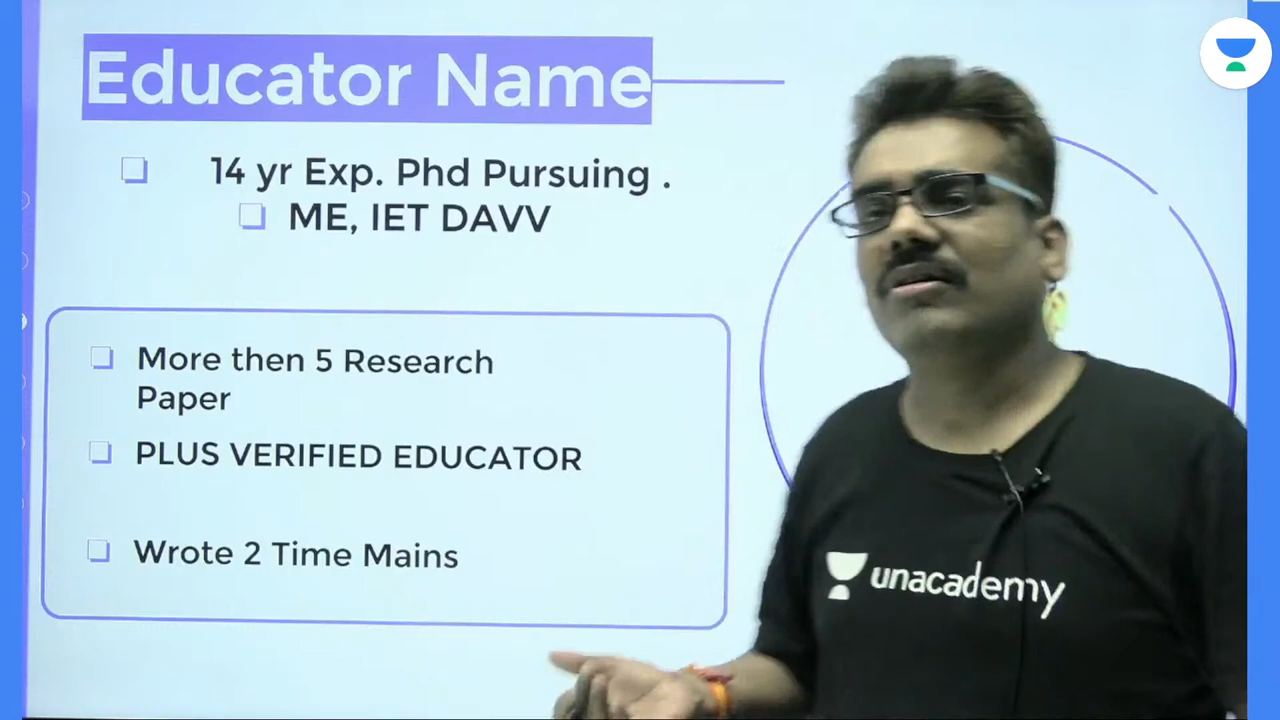 Educator Name
14 yr Exp. Phd Pursuing .
ME, IET DAVV
More then 5 Research
Paper
PLUS VERIFIED EDUCATOR
Wrote 2 Time Mains
unacademy